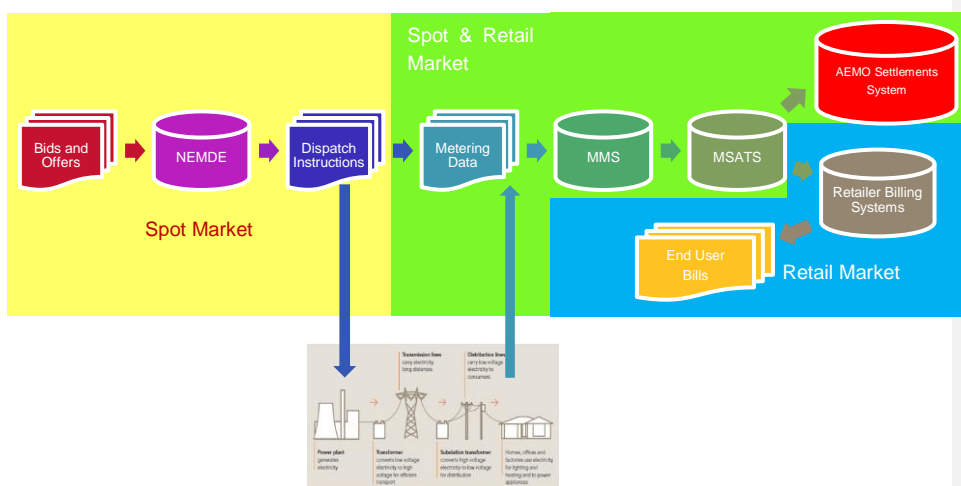 Spot & Retail
Market
AEMO Settlements
System
Bids and
Offers
NEMDE
Dispatch
Instructions
Metering
Data
MMS
MSATS
Retailer Billing
Systems
Spot Market
End User
Bills
Retail Market
Transmission lines
carry electricity
long distances
Distribution lines
carry low voltage
electricity to
consumers
Power plant
generates
electricity
Transformer
converts low voltage
electricity to high
voltage for efficient
transport
Substation transformer
converts high voltage
electricity to low voltage
for distribution
Homes, offices and
factories use electricity
for lighting and
heating and to power
appliances